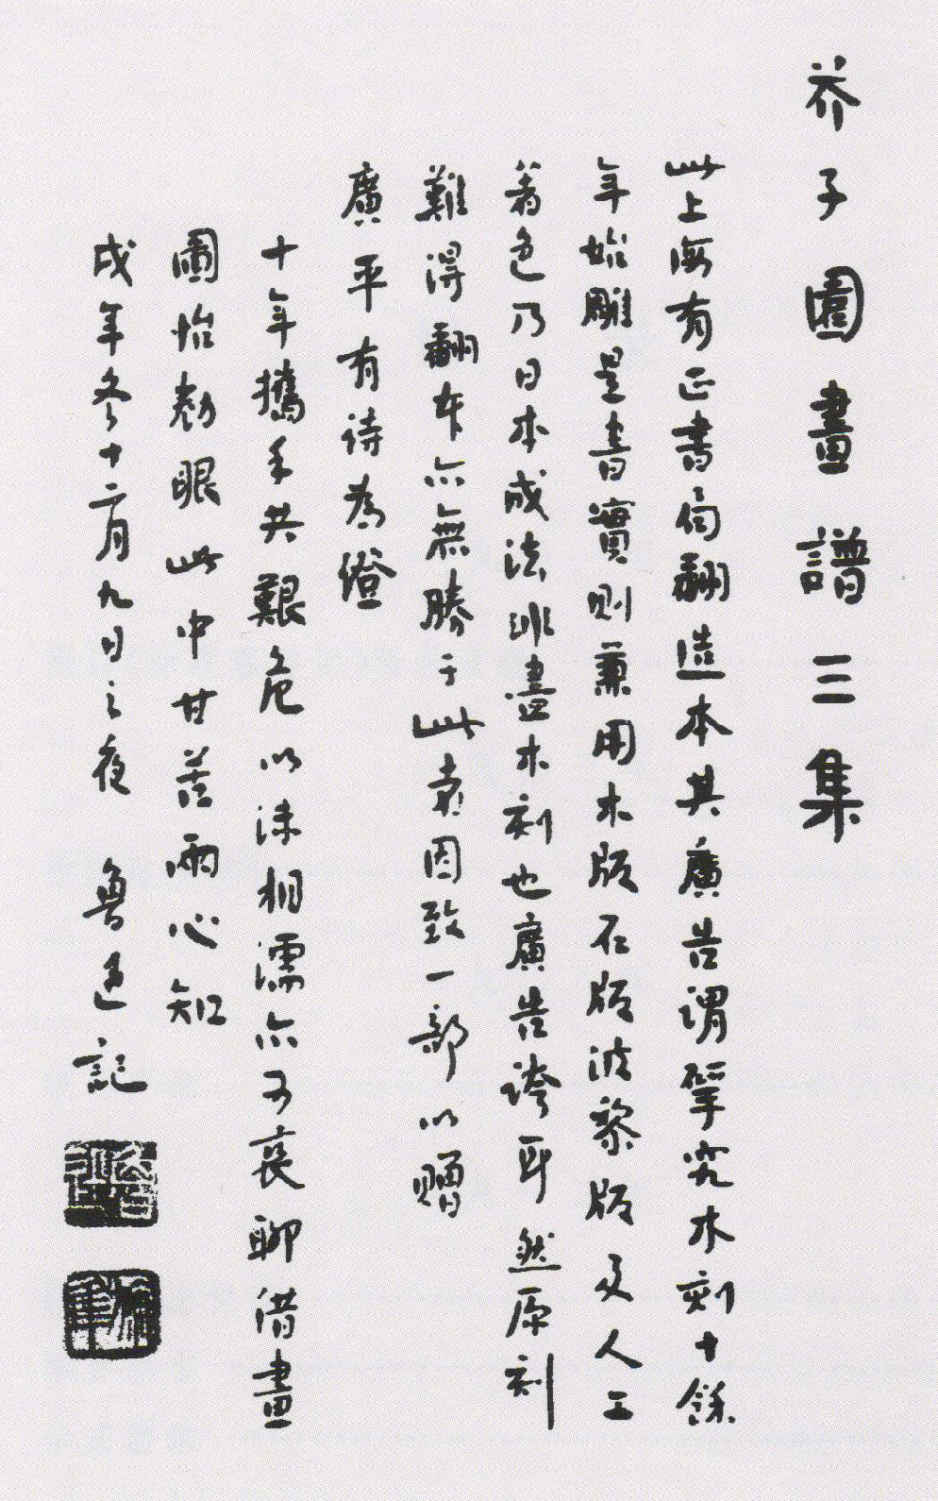 芥子園畫譜三集
此上海有正書局翻造本其廣告謂揅究木刻十餘
年始雕是書實則兼用木版石版波黎版及人工
著色乃日本成法非盡木刻也廣告誇耳然原刻
難得翻本亦無勝于此者因致一部以贈
廣平有詩為證
十年攜手共艱危以沫相濡亦可哀聊借畫
圖怡勌眼此中甘苦兩心知
戌年冬十二月九日之夜 魯迅記